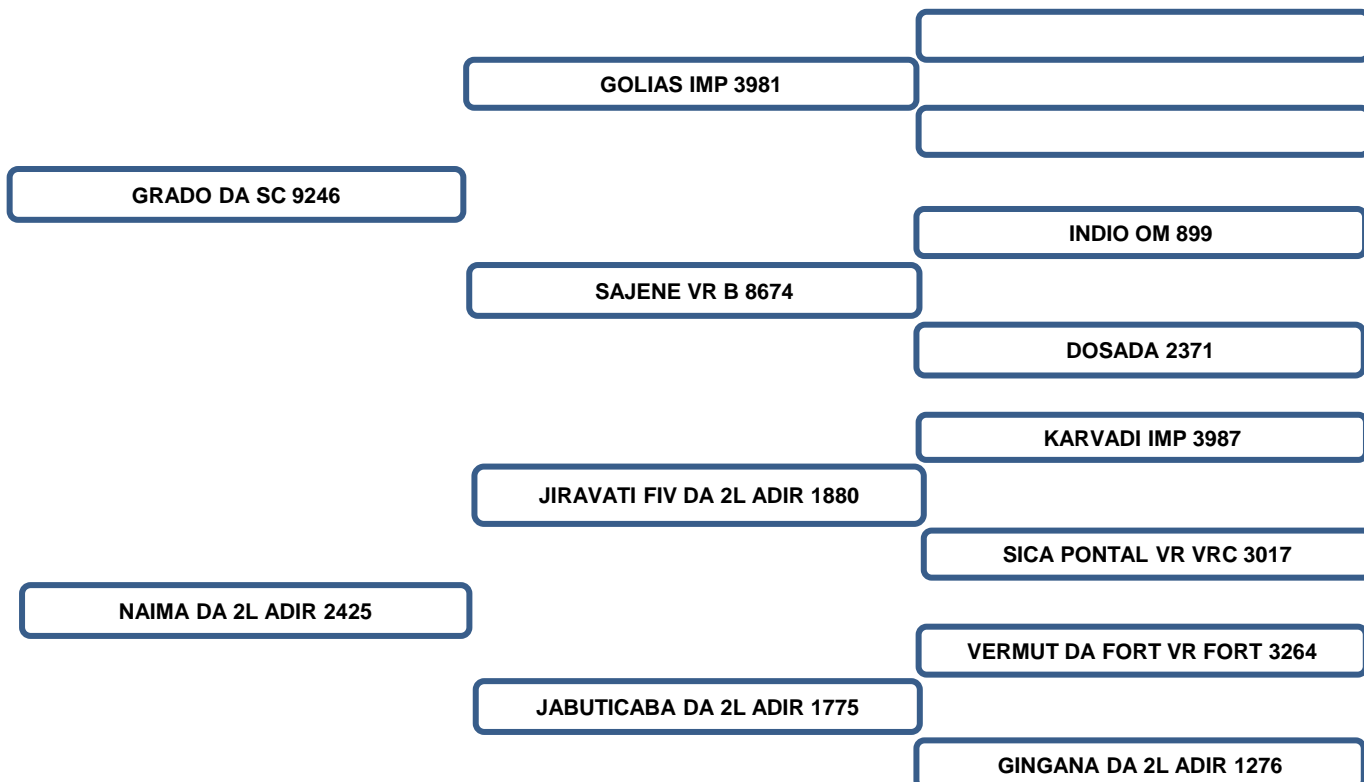 GOLIAS IMP 3981
GRADO DA SC 9246
INDIO OM 899
SAJENE VR B 8674
DOSADA 2371
KARVADI IMP 3987
JIRAVATI FIV DA 2L ADIR 1880
SICA PONTAL VR VRC 3017
NAIMA DA 2L ADIR 2425
VERMUT DA FORT VR FORT 3264
JABUTICABA DA 2L ADIR 1775
GINGANA DA 2L ADIR 1276